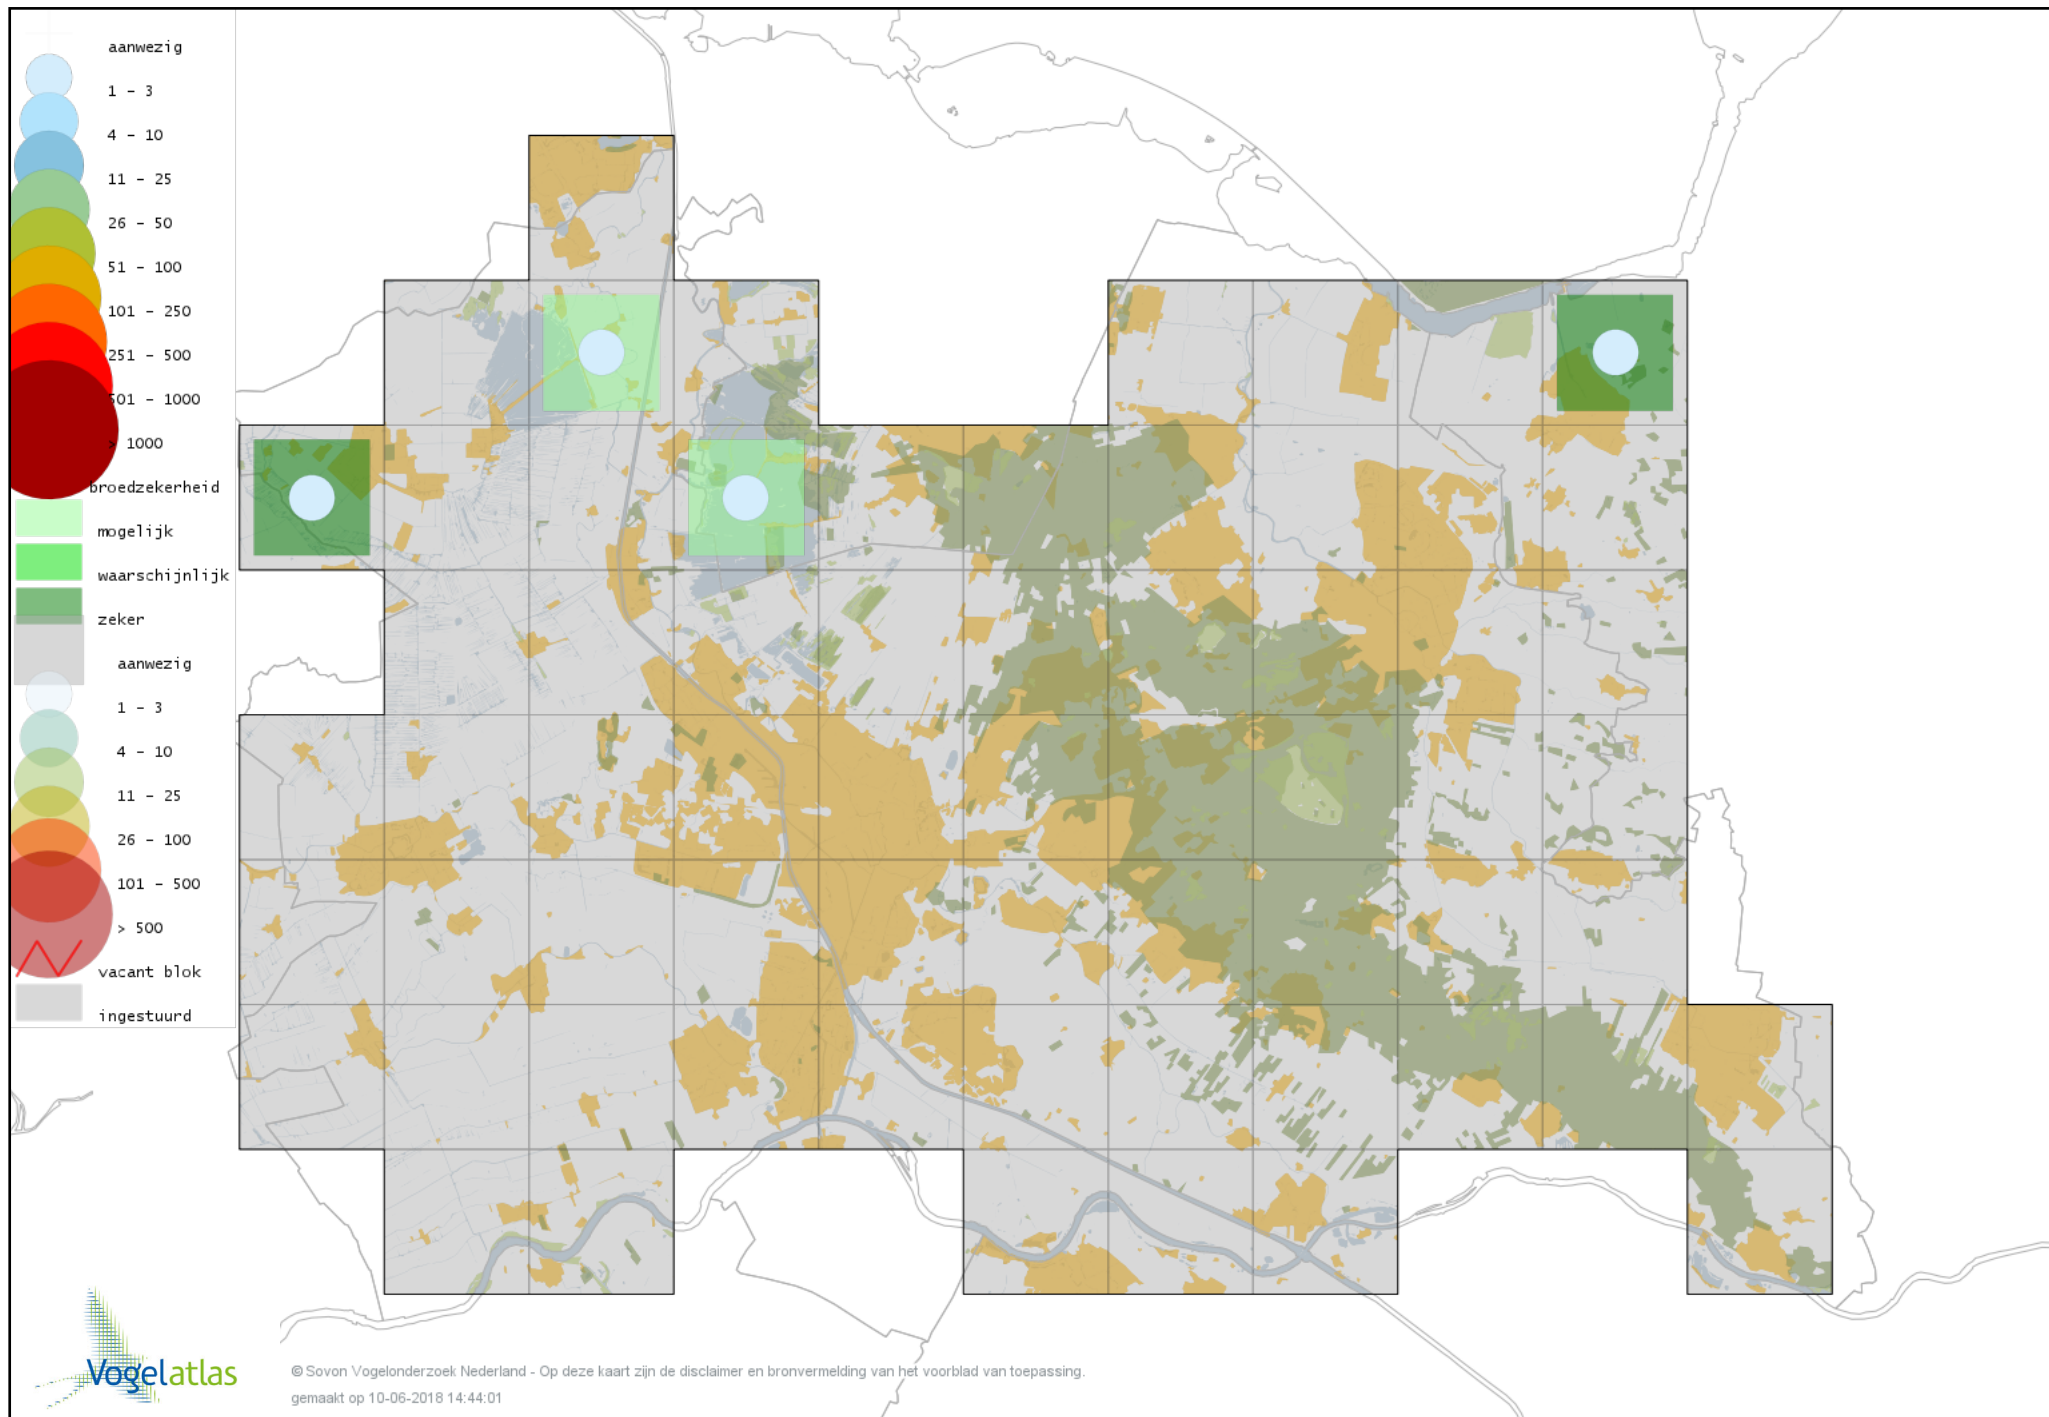 aanwezig
1 - 3
4 - 10
11 - 25
26 - 50
51 - 100
101 - 250
251 - 500
501 - 1000
> 1000
broedzekerheid
mogelijk
waarschijnlijk
zeker
aanwezig
1 - 3
4 - 10
11 - 25
26 - 100
101 - 500
> 500
vacant blok
ingestuurd
Vogelatlas
© Sovon Vogelonderzoek Nederland - Op deze kaart zijn de disclaimer en bronvermelding van het voorblad van toepassing.
gemaakt op 10-06-2018 14:44:01